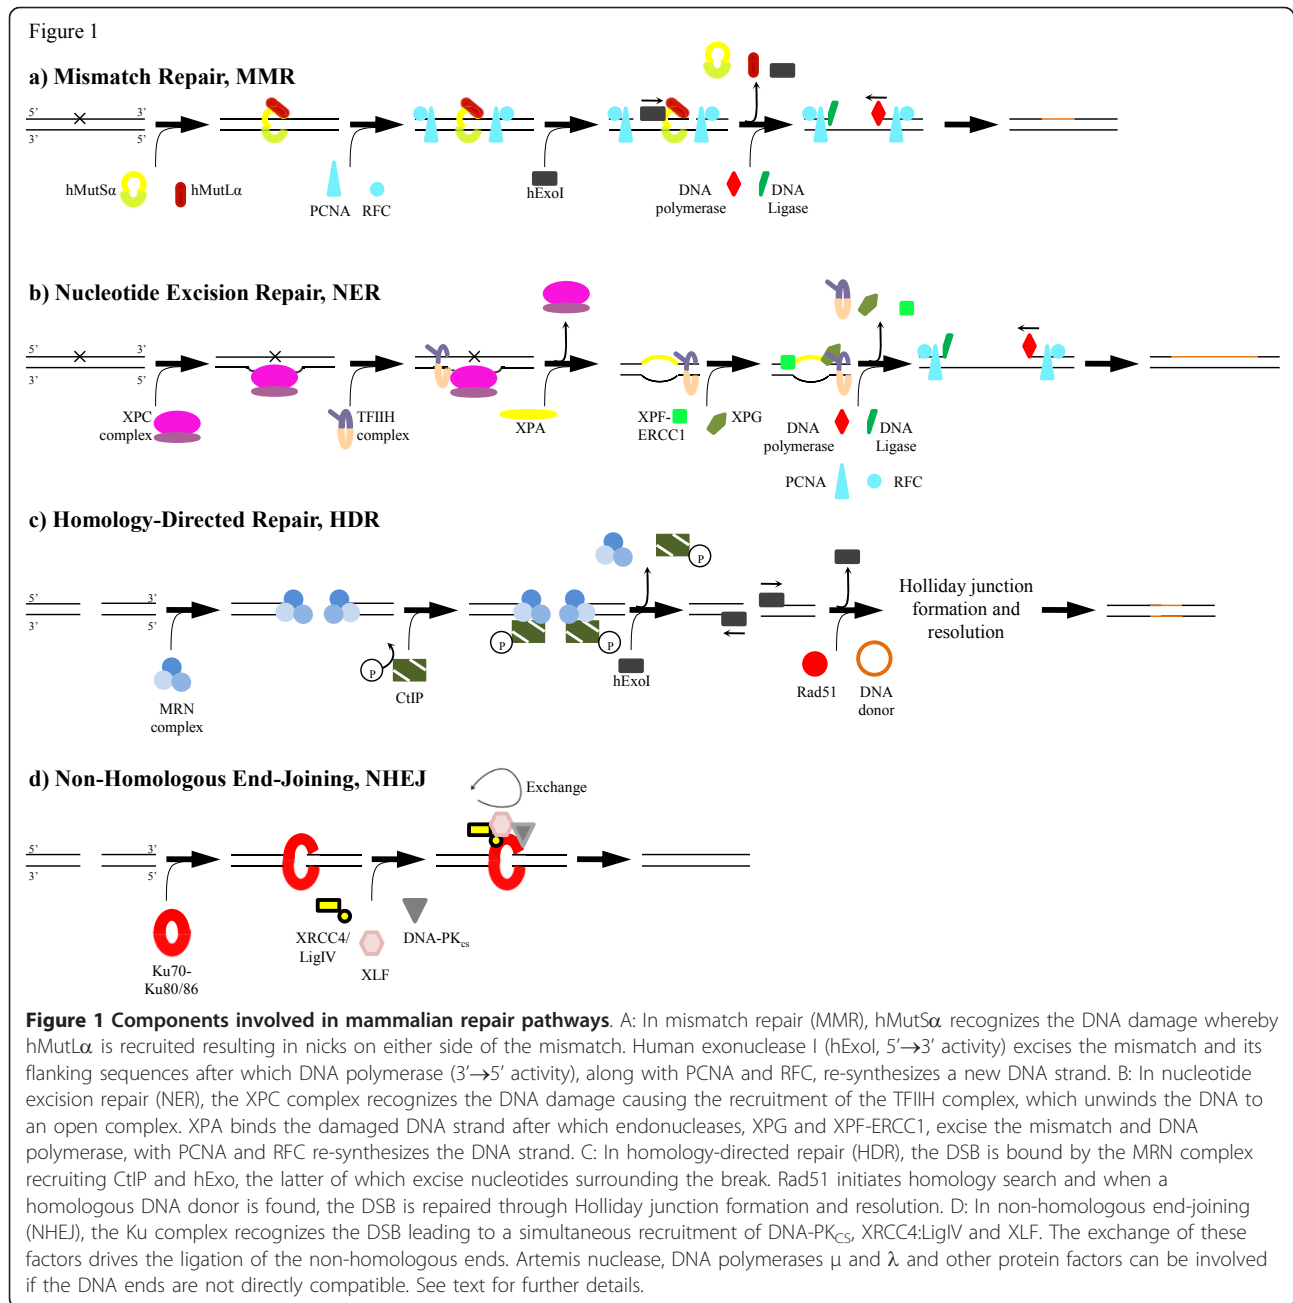 Figure 1
a) Mismatch Repair, MMR
5’ 3’
3’ 5’
hMutSα hMutLα
PCNA RFC
hExoI
DNA polymerase
DNA Ligase
b) Nucleotide Excision Repair, NER
5’ 3’
3’ 5’
XPC complex
TFIIH complex
XPA
XPF-ERCC1
XPG
DNA polymerase
DNA Ligase
PCNA RFC
c) Homology-Directed Repair, HDR
5’ 3’
3’ 5’
MRN complex
P
CtIP
P P
P
hExoI
Rad51
DNA donor
Holliday junction
formation and
resolution
d) Non-Homologous End-Joining, NHEJ
5’ 3’
3’ 5’
Ku70-
Ku80/86
XRCC4/
LigIV
XLF
DNA-PKcs
Exchange
Figure 1 Components involved in mammalian repair pathways. A: In mismatch repair (MMR), hMutSα recognizes the DNA damage whereby
hMutLα is recruited resulting in nicks on either side of the mismatch. Human exonuclease I (hExoI, 5’→3’ activity) excises the mismatch and its
flanking sequences after which DNA polymerase (3’→5’ activity), along with PCNA and RFC, re-synthesizes a new DNA strand. B: In nucleotide
excision repair (NER), the XPC complex recognizes the DNA damage causing the recruitment of the TFIIH complex, which unwinds the DNA to
an open complex. XPA binds the damaged DNA strand after which endonucleases, XPG and XPF-ERCC1, excise the mismatch and DNA
polymerase, with PCNA and RFC re-synthesizes the DNA strand. C: In homology-directed repair (HDR), the DSB is bound by the MRN complex
recruiting CtIP and hExo, the latter of which excise nucleotides surrounding the break. Rad51 initiates homology search and when a
homologous DNA donor is found, the DSB is repaired through Holliday junction formation and resolution. D: In non-homologous end-joining
(NHEJ), the Ku complex recognizes the DSB leading to a simultaneous recruitment of DNA-PKCS, XRCC4:LigIV and XLF. The exchange of these
factors drives the ligation of the non-homologous ends. Artemis nuclease, DNA polymerases μ and λ and other protein factors can be involved
if the DNA ends are not directly compatible. See text for further details.